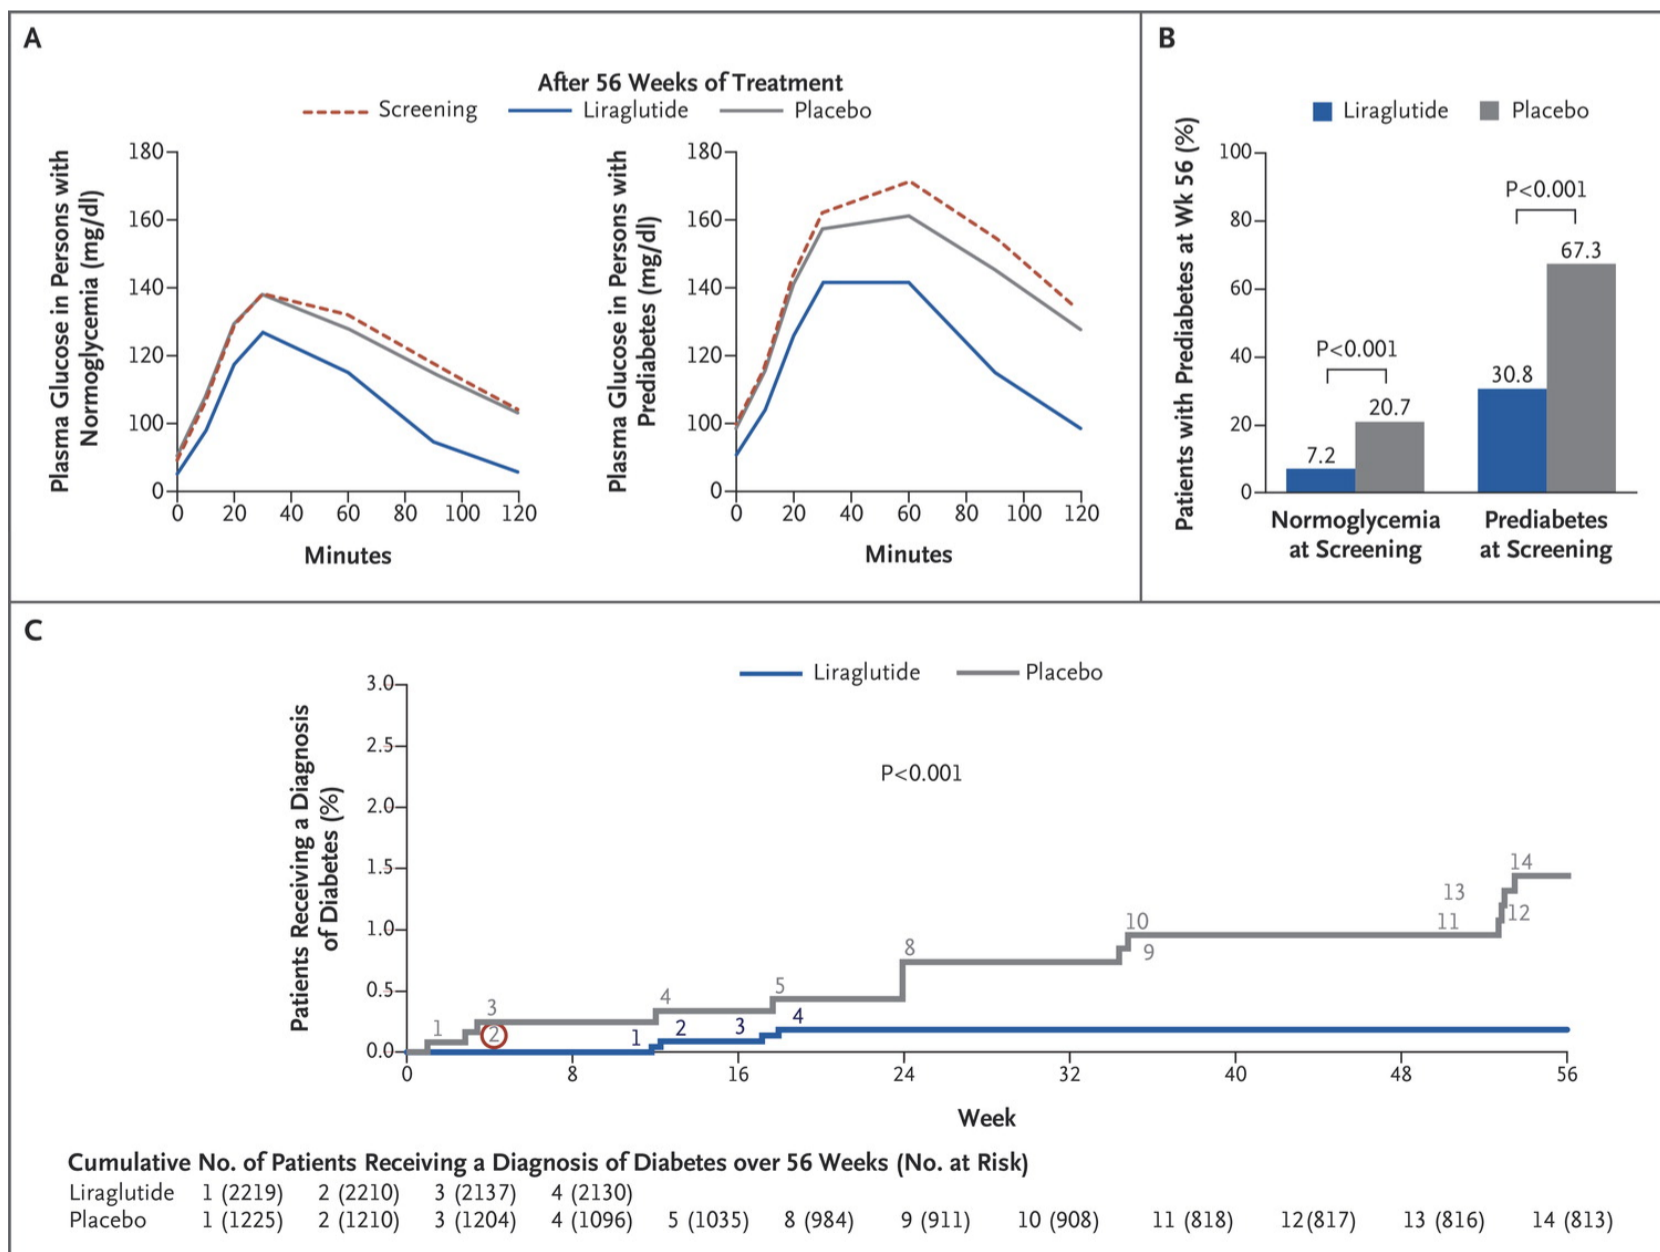 A
After 56 Weeks of Treatment
Screening Liraglutide Placebo
Plasma Glucose in Persons with
Normoglycemia (mg/dl)
180
160
140
120
100
0
0 20 40 60 80 100 120
Minutes
Plasma Glucose in Persons with
Prediabetes (mg/dl)
180
160
140
120
100
0
0 20 40 60 80 100 120
Minutes
B
Liraglutide Placebo
Patients with Prediabetes at Wk 56 (%)
100
80
60
40
20
0
P<0.001
7.2
20.7
P<0.001
30.8
67.3
Normoglycemia
at Screening
Prediabetes
at Screening
C
Liraglutide Placebo
Patients Receiving a Diagnosis
of Diabetes (%)
3.0
2.5
2.0
1.5
1.0
0.5
0.0
P<0.001
1 2 3 4 5 8 9 10 11 12 13 14
1 2 3 4
0 8 16 24 32 40 48 56
Week
Cumulative No. of Patients Receiving a Diagnosis of Diabetes over 56 Weeks (No. at Risk)
Liraglutide 1 (2219) 2 (2210) 3 (2137) 4 (2130)
Placebo 1 (1225) 2 (1210) 3 (1204) 4 (1096) 5 (1035) 8 (984) 9 (911) 10 (908) 11 (818) 12(817) 13 (816) 14 (813)